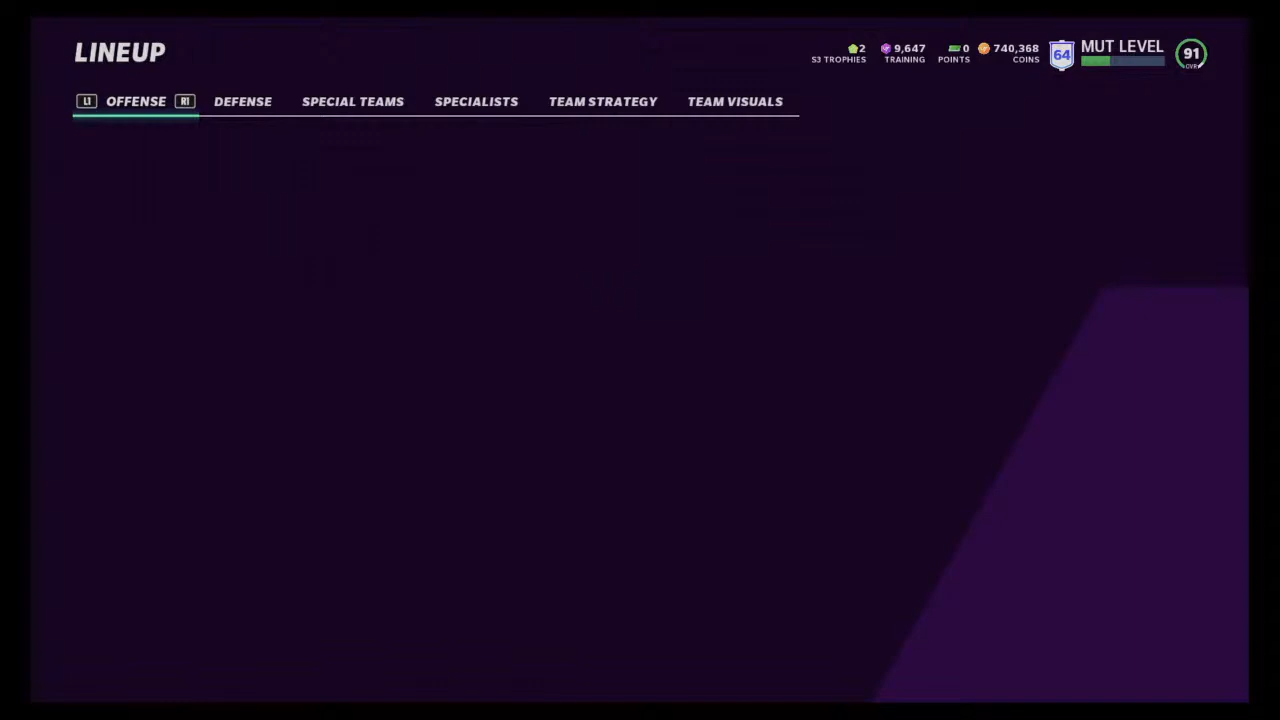 LINEUP
2 S3 TROPHIES
9,647 TRAINING
0 POINTS
740,368 COINS
64 MUT LEVEL
91 OVR
L1 OFFENSE R1 DEFENSE SPECIAL TEAMS SPECIALISTS TEAM STRATEGY TEAM VISUALS